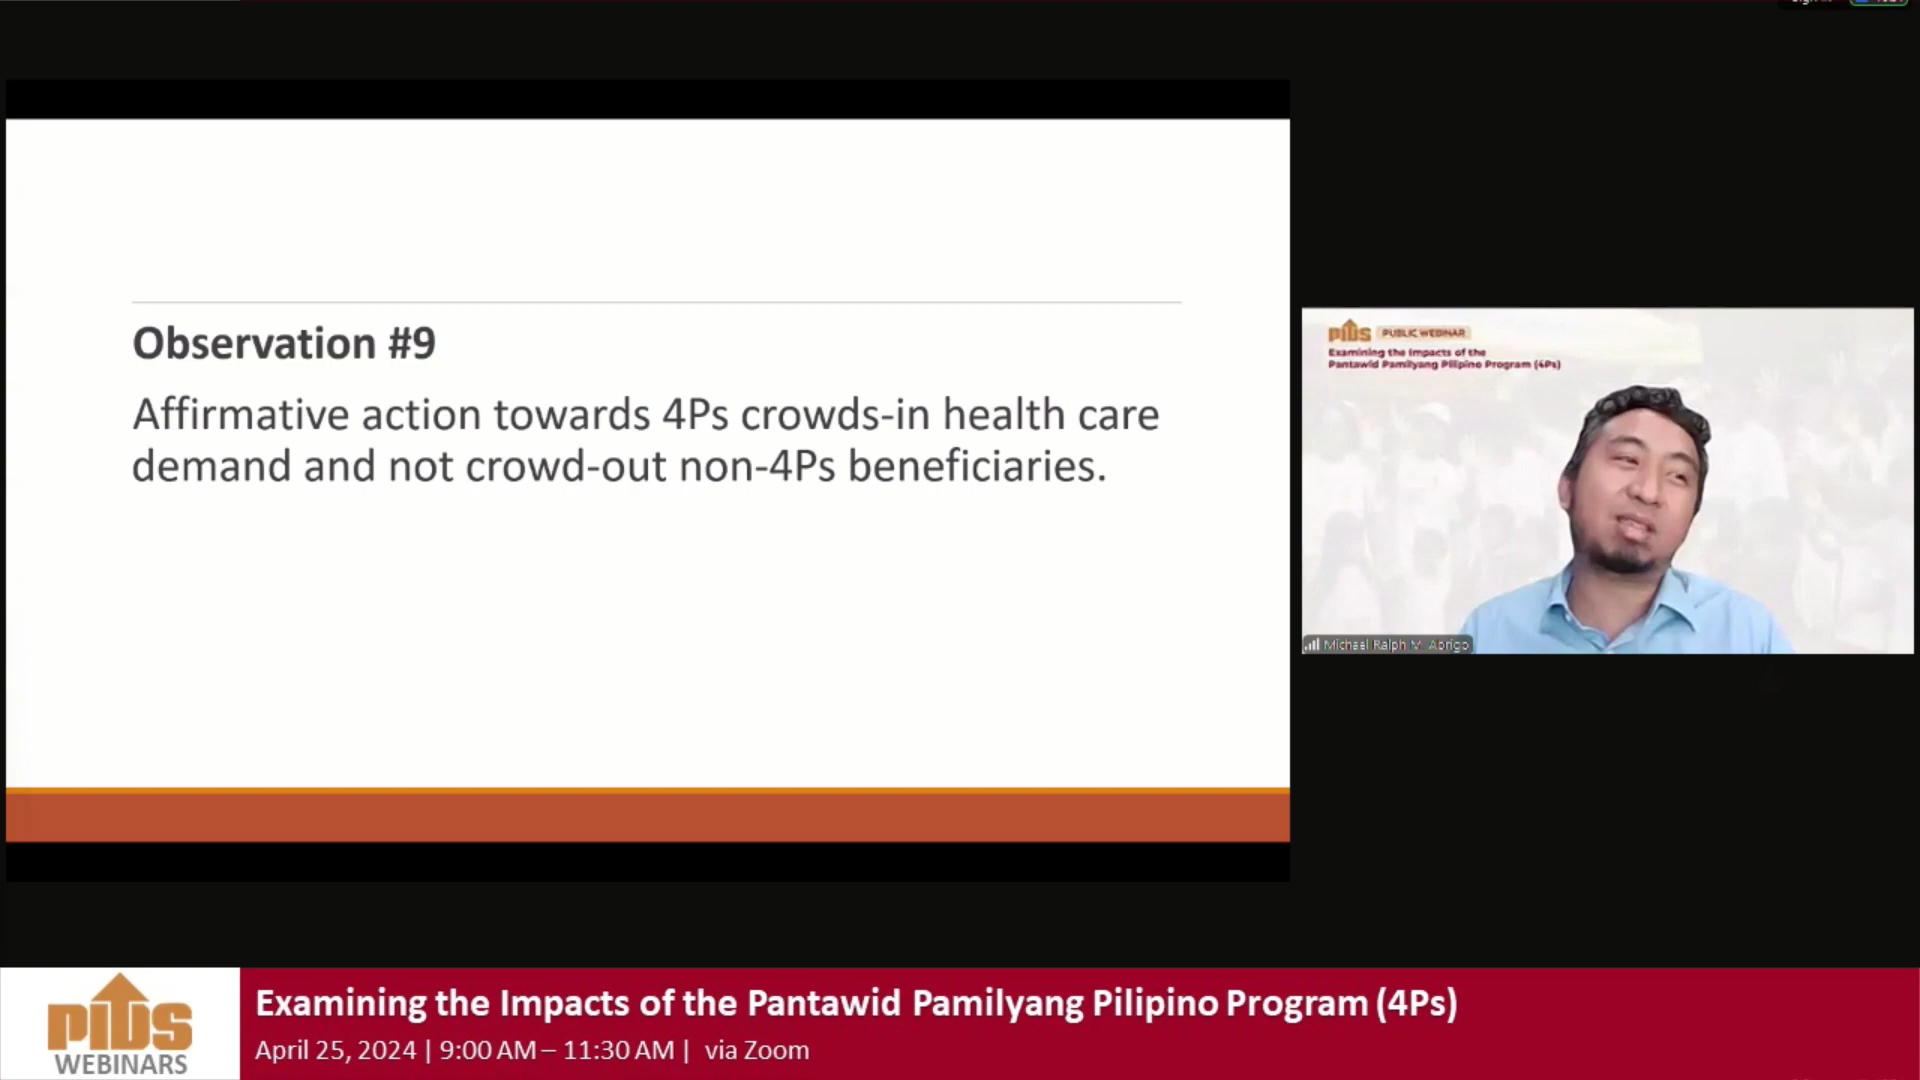 Observation #9
Affirmative action towards 4Ps crowds-in health care
demand and not crowd-out non-4Ps beneficiaries.
PIDS PUBLIC WEBINAR
Examining the Impacts of the
Pantawid Pamilyang Pilipino Program (4Ps)
Michael Ralph M. Abrigo
PIDS
WEBINARS
Examining the Impacts of the Pantawid Pamilyang Pilipino Program (4Ps)
April 25, 2024 | 9:00 AM – 11:30 AM | via Zoom